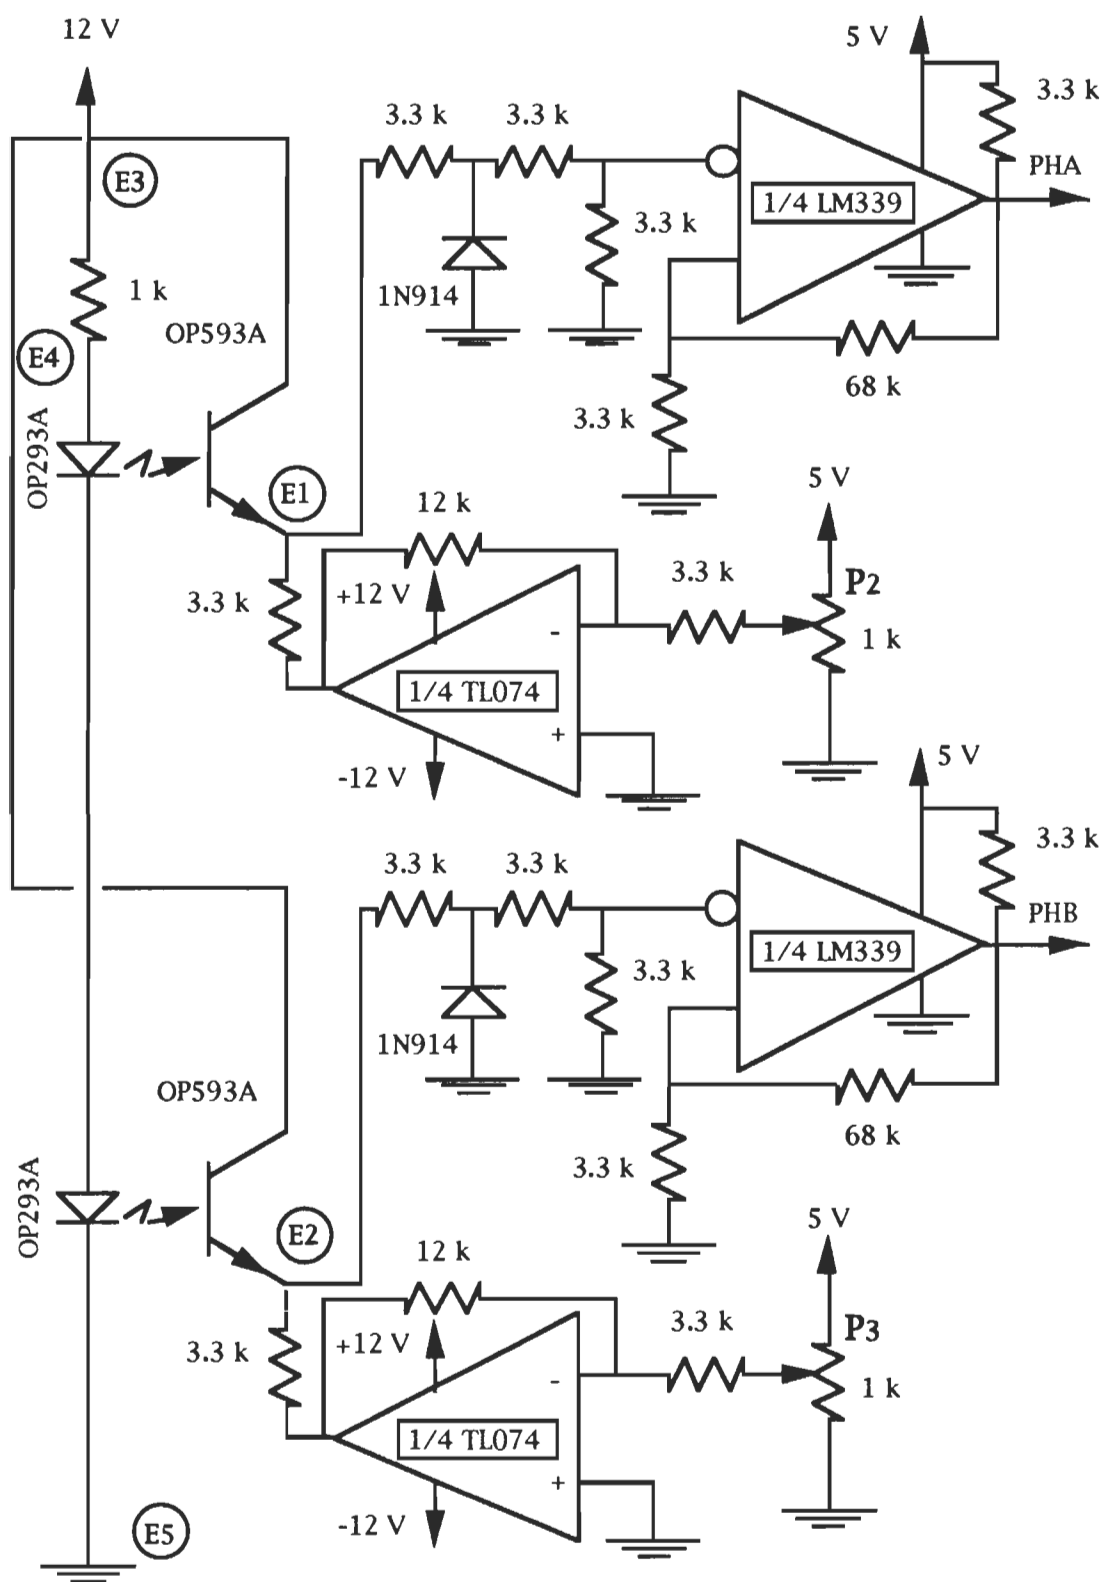 12 V
5 V
3.3 k
3.3 k
3.3 k
PHA
E3
1/4 LM339
3.3 k
1 k
1N914
OP593A
E4
68 k
3.3 k
OP293A
E1
5 V
12 k
3.3 k
P2
+12 V
3.3 k
-
1 k
1/4 TL074
+
-12 V
5 V
3.3 k
3.3 k
3.3 k
PHB
1/4 LM339
3.3 k
1N914
OP593A
68 k
3.3 k
OP293A
5 V
E2
12 k
3.3 k
P3
+12 V
3.3 k
-
1 k
1/4 TL074
+
-12 V
E5